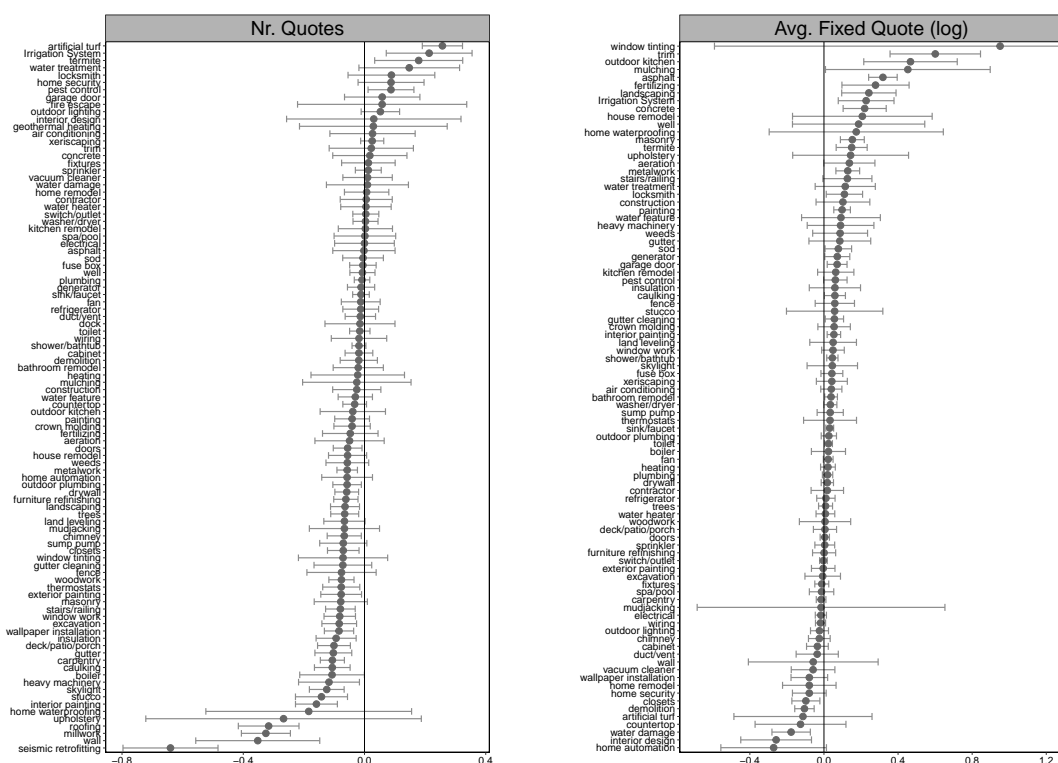 Nr. Quotes
artificial turf
Irrigation System
termite
water treatment
locksmith
home security
pest control
garage door
fire escape
outdoor lighting
interior design
geothermal heating
air conditioning
xeriscaping
trim
concrete
fixtures
sprinkler
vacuum cleaner
water damage
home remodel
contractor
water heater
switch/outlet
washer/dryer
kitchen remodel
spa/pool
electrical
asphalt
sod
fuse box
well
plumbing
generator
sink/faucet
fan
refrigerator
duct/vent
dock
toilet
wiring
shower/bathtub
cabinet
demolition
bathroom remodel
heating
mulching
construction
water feature
countertop
outdoor kitchen
painting
crown molding
fertilizing
aeration
doors
house remodel
weeds
metalwork
home automation
outdoor plumbing
drywall
furniture refinishing
landscaping
trees
land leveling
mudjacking
chimney
sump pump
closets
window tinting
gutter cleaning
fence
woodwork
thermostats
exterior painting
masonry
stairs/railing
window work
excavation
wallpaper installation
insulation
deck/patio/porch
gutter
carpentry
caulking
boiler
heavy machinery
skylight
stucco
interior painting
home waterproofing
upholstery
roofing
millwork
wall
seismic retrofitting
−0.8
−0.4
0.0
0.4
Avg. Fixed Quote (log)
window tinting
trim
outdoor kitchen
mulching
asphalt
fertilizing
landscaping
Irrigation System
concrete
house remodel
well
home waterproofing
masonry
termite
upholstery
aeration
metalwork
stairs/railing
water treatment
locksmith
construction
painting
water feature
heavy machinery
weeds
gutter
sod
generator
garage door
kitchen remodel
pest control
insulation
caulking
fence
stucco
gutter cleaning
crown molding
interior painting
land leveling
window work
shower/bathtub
skylight
fuse box
xeriscaping
air conditioning
bathroom remodel
washer/dryer
sump pump
thermostats
sink/faucet
outdoor plumbing
toilet
boiler
fan
heating
plumbing
drywall
contractor
refrigerator
trees
water heater
woodwork
deck/patio/porch
doors
sprinkler
furniture refinishing
switch/outlet
exterior painting
excavation
fixtures
spa/pool
carpentry
mudjacking
electrical
wiring
outdoor lighting
chimney
cabinet
duct/vent
wall
vacuum cleaner
wallpaper installation
home remodel
home security
closets
demolition
artificial turf
countertop
water damage
interior design
home automation
−0.4
0.0
0.4
0.8
1.2